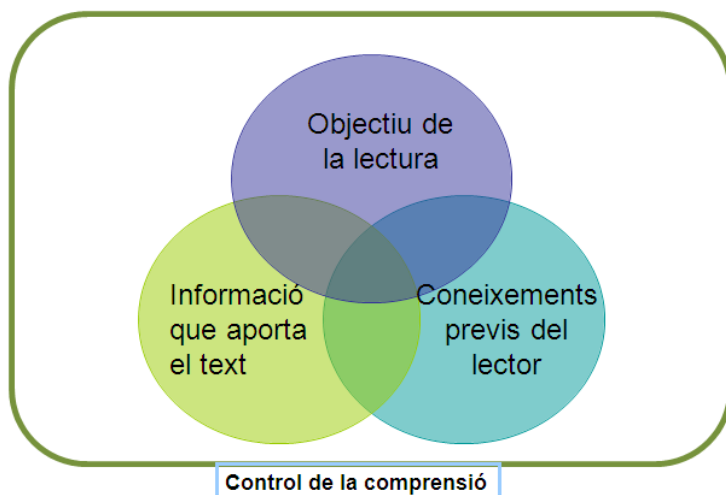 Objectiu de
la lectura
Informació
que aporta
el text
Coneixements
previs del
lector
Control de la comprensió